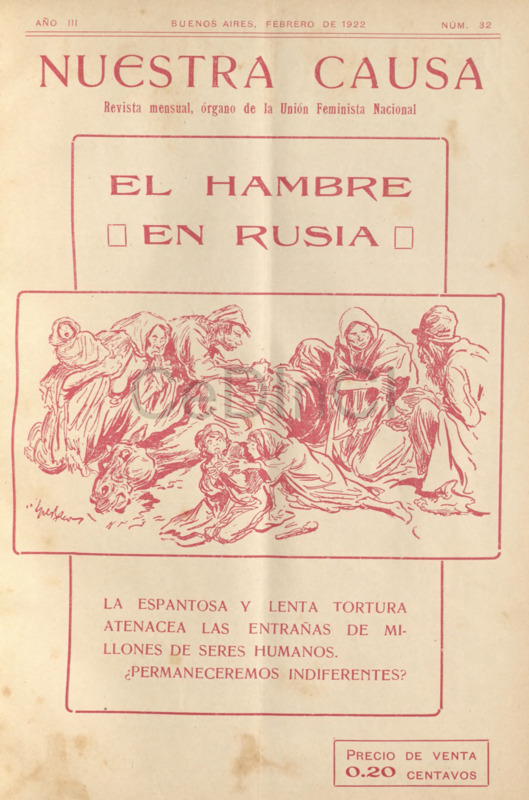 AÑO III BUENOS AIRES, FEBRERO DE 1922 NÚM. 32
NUESTRA CAUSA
Revista mensual, órgano de la Unión Feminista Nacional
EL HAMBRE
EN RUSIA
CeDInCI
LA ESPANTOSA Y LENTA TORTURA
ATENACEA LAS ENTRAÑAS DE MI-
LLONES DE SERES HUMANOS.
¿PERMANECEREMOS INDIFERENTES?
PRECIO DE VENTA
0.20 CENTAVOS